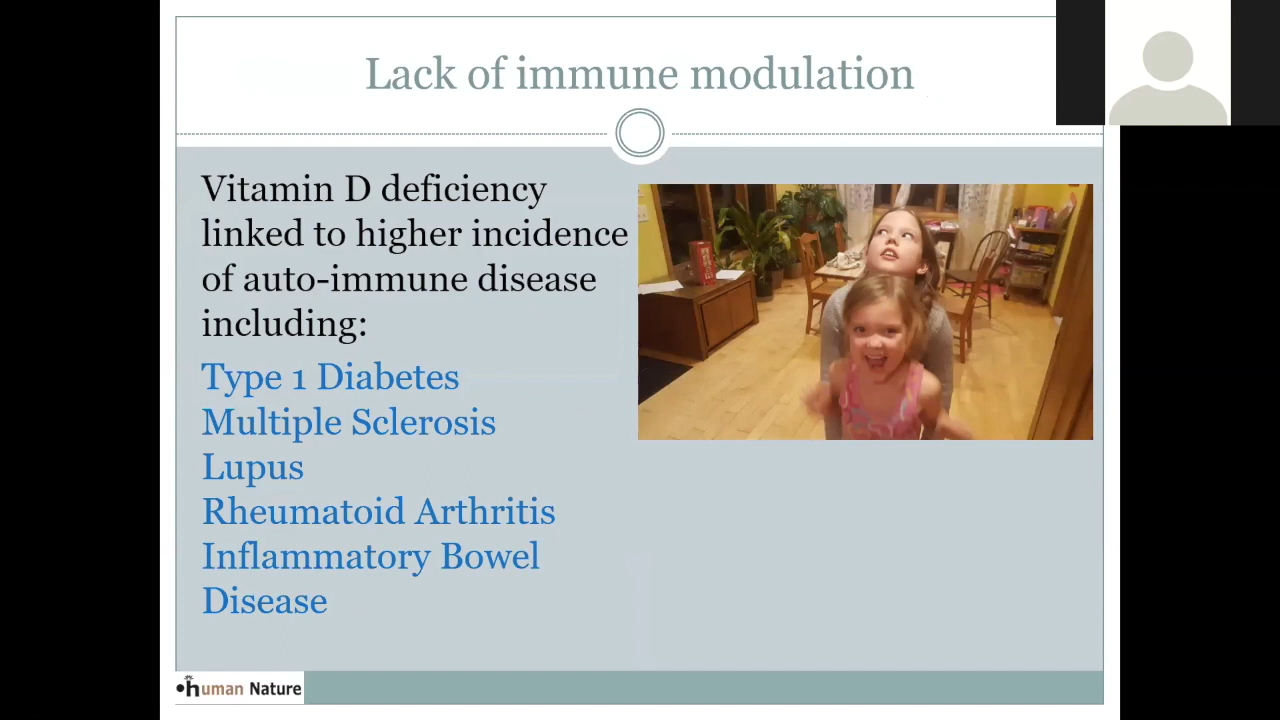 Lack of immune modulation
Vitamin D deficiency
linked to higher incidence
of auto-immune disease
including:
Type 1 Diabetes
Multiple Sclerosis
Lupus
Rheumatoid Arthritis
Inflammatory Bowel
Disease
human Nature